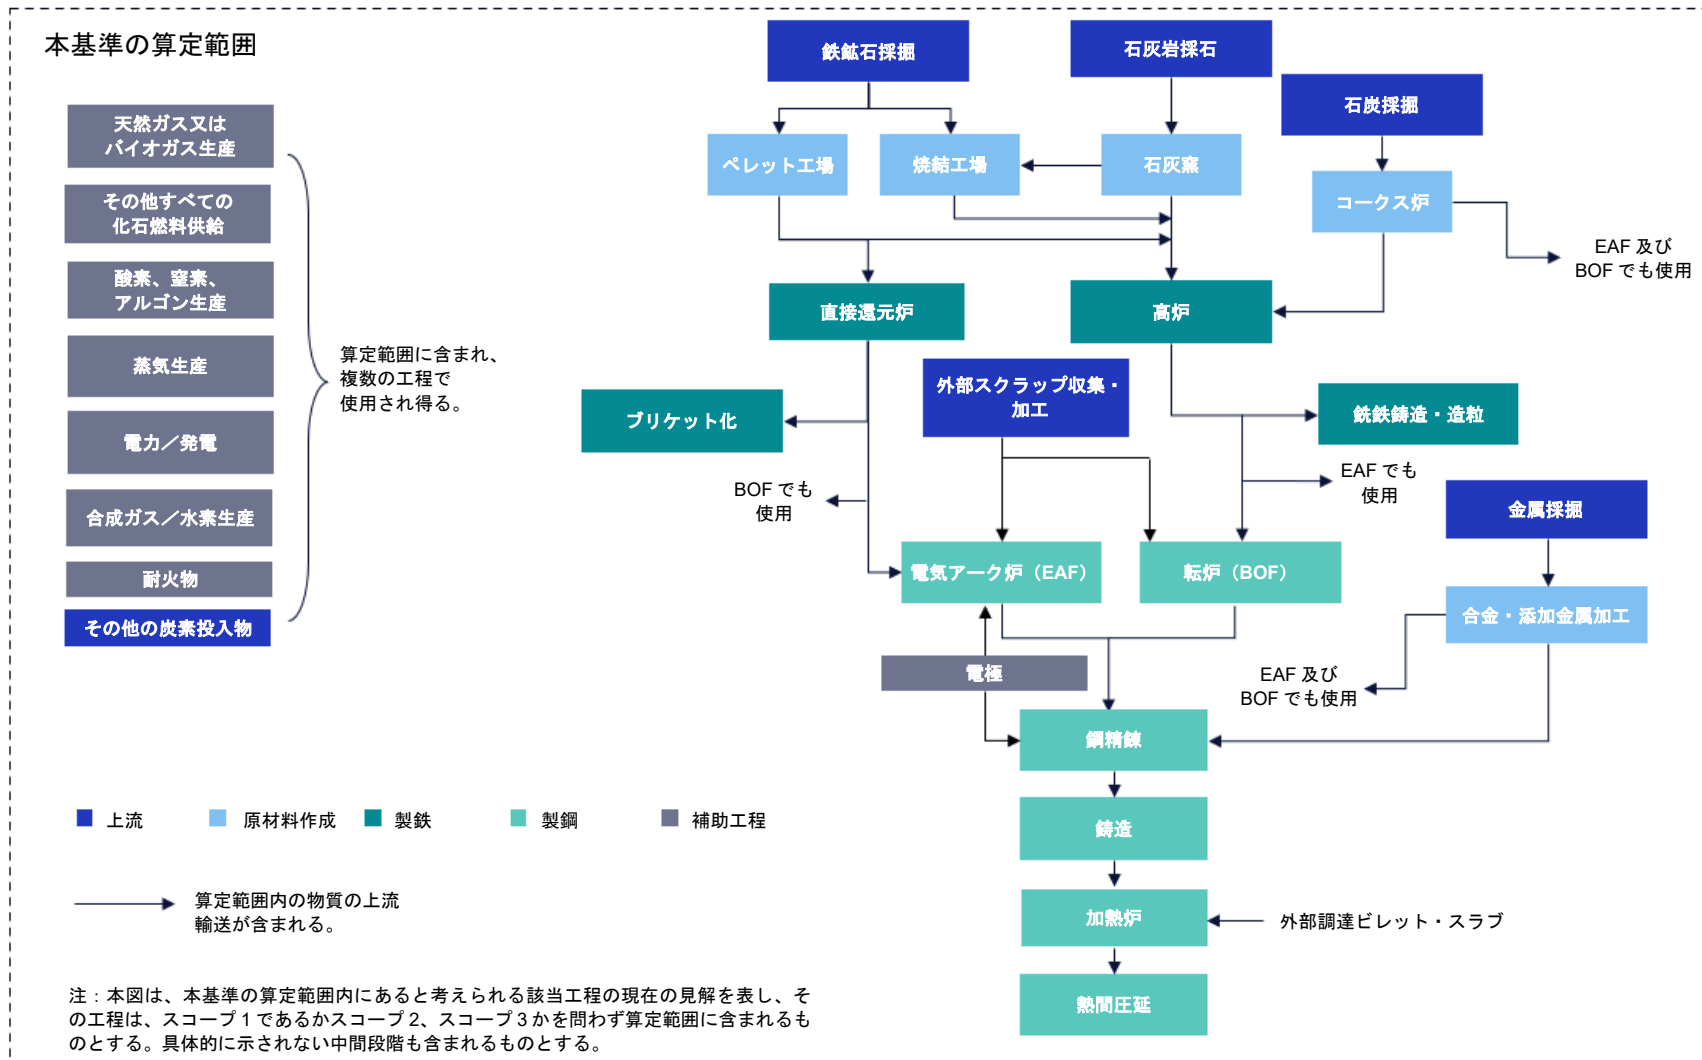 本基準の算定範囲
天然ガス又は
バイオガス生産
その他すべての
化石燃料供給
酸素、窒素、
アルゴン生産
蒸気生産
電力／発電
合成ガス／水素生産
耐火物
その他の炭素投入物
算定範囲に含まれ、
複数の工程で
使用され得る。
鉄鉱石採掘
石灰岩採石
石炭採掘
ペレット工場
焼結工場
石灰窯
コークス炉
EAF 及び
BOF でも使用
直接還元炉
高炉
外部スクラップ収集・
加工
ブリケット化
銑鉄鋳造・造粒
BOF でも
使用
EAF でも
使用
金属採掘
電気アーク炉（EAF）
転炉（BOF）
合金・添加金属加工
電極
EAF 及び
BOF でも使用
鋼精錬
鋳造
加熱炉
外部調達ビレット・スラブ
熱間圧延
上流
原材料作成
製鉄
製鋼
補助工程
算定範囲内の物質の上流
輸送が含まれる。
注：本図は、本基準の算定範囲内にあると考えられる該当工程の現在の見解を表し、そ
の工程は、スコープ 1 であるかスコープ 2、スコープ 3 かを問わず算定範囲に含まれるも
のとする。具体的に示されない中間段階も含まれるものとする。